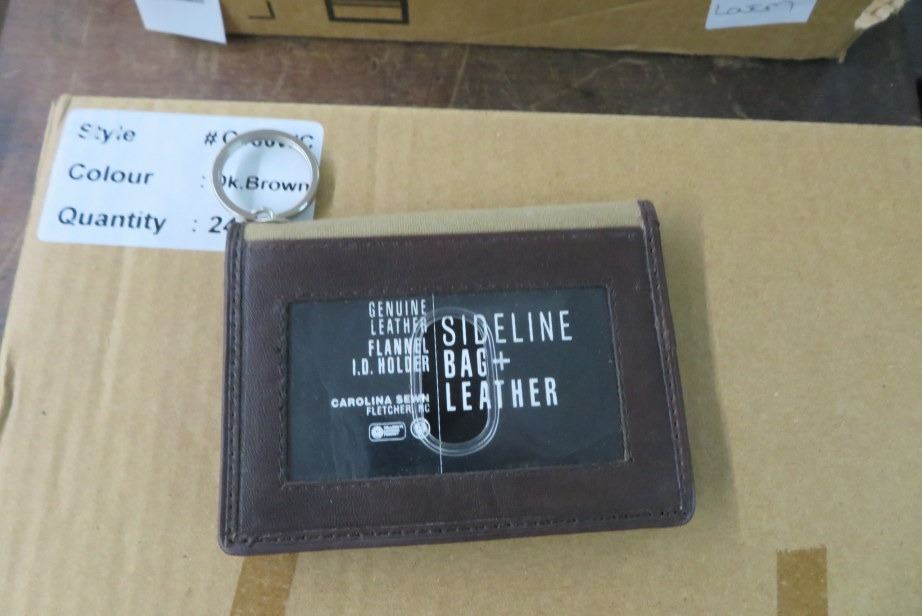 Style
Colour : Dk.Brown
Quantity : 24
GENUINE
LEATHER
FLANNEL
I.D. HOLDER
CAROLINA SEWN
FLETCHER, NC
SIDELINE
BAG+
LEATHER